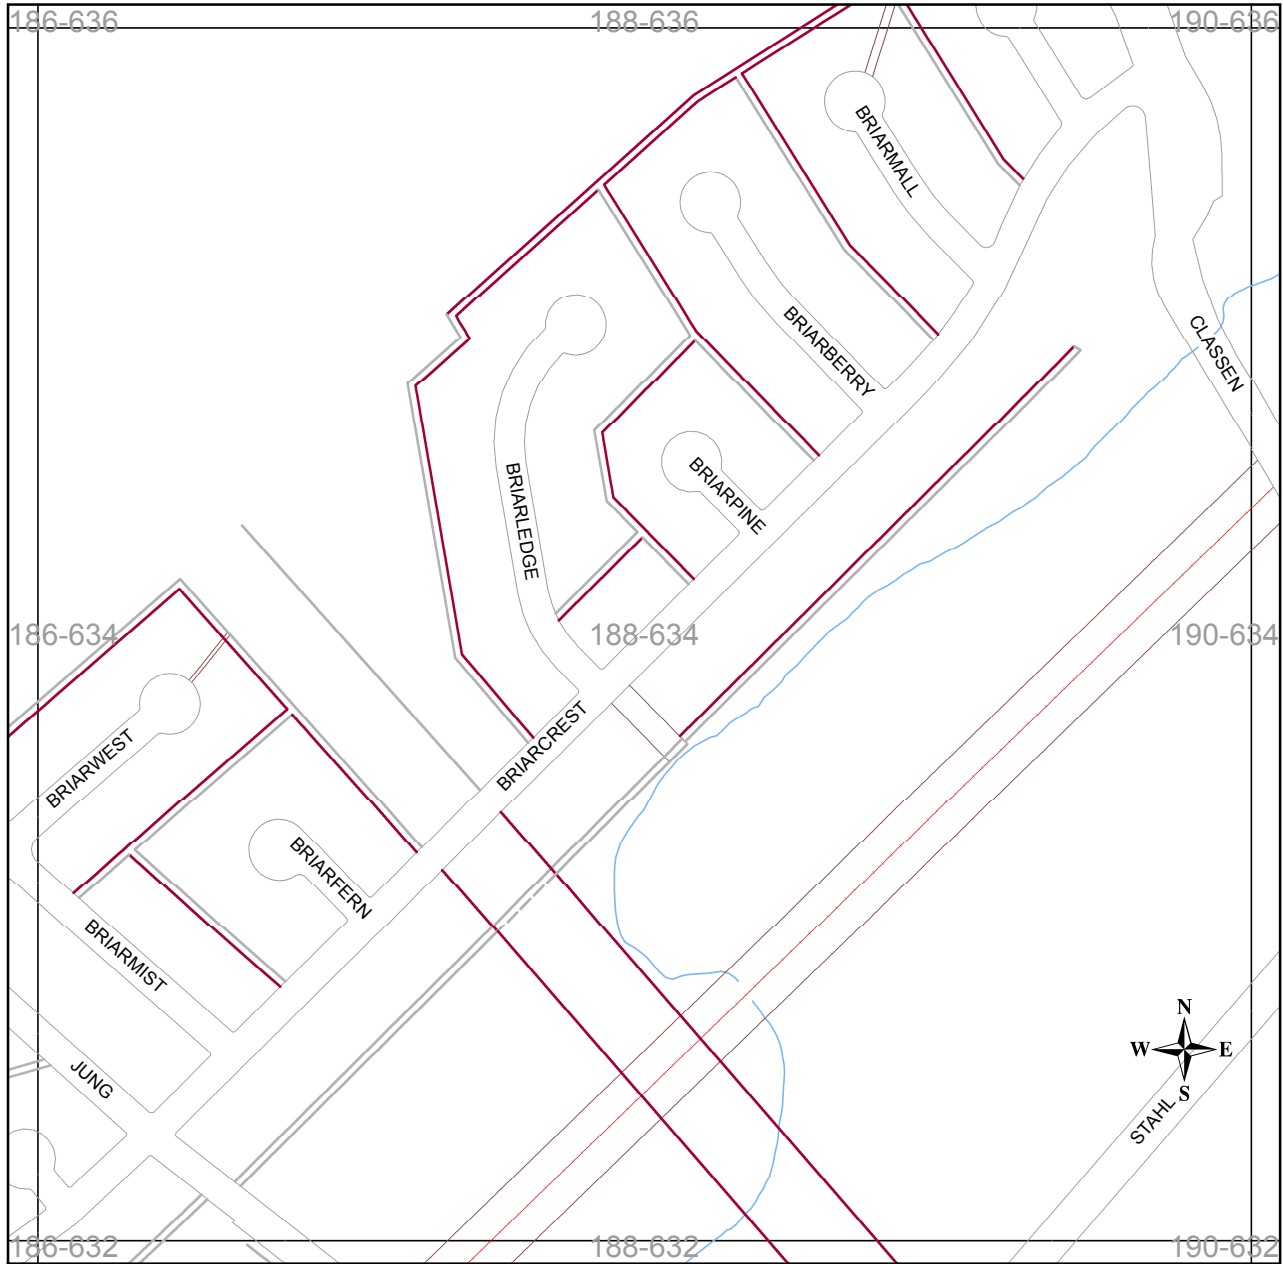 186-636
188-636
190-636
BRIARMALL
BRIARBERRY
CLASSEN
BRIARPINE
BRIARLEDGE
186-634
188-634
190-634
BRIARWEST
BRIARCREST
BRIARFERN
BRIARMIST
JUNG
N
W
E
S
STAHL
186-632
188-632
190-632